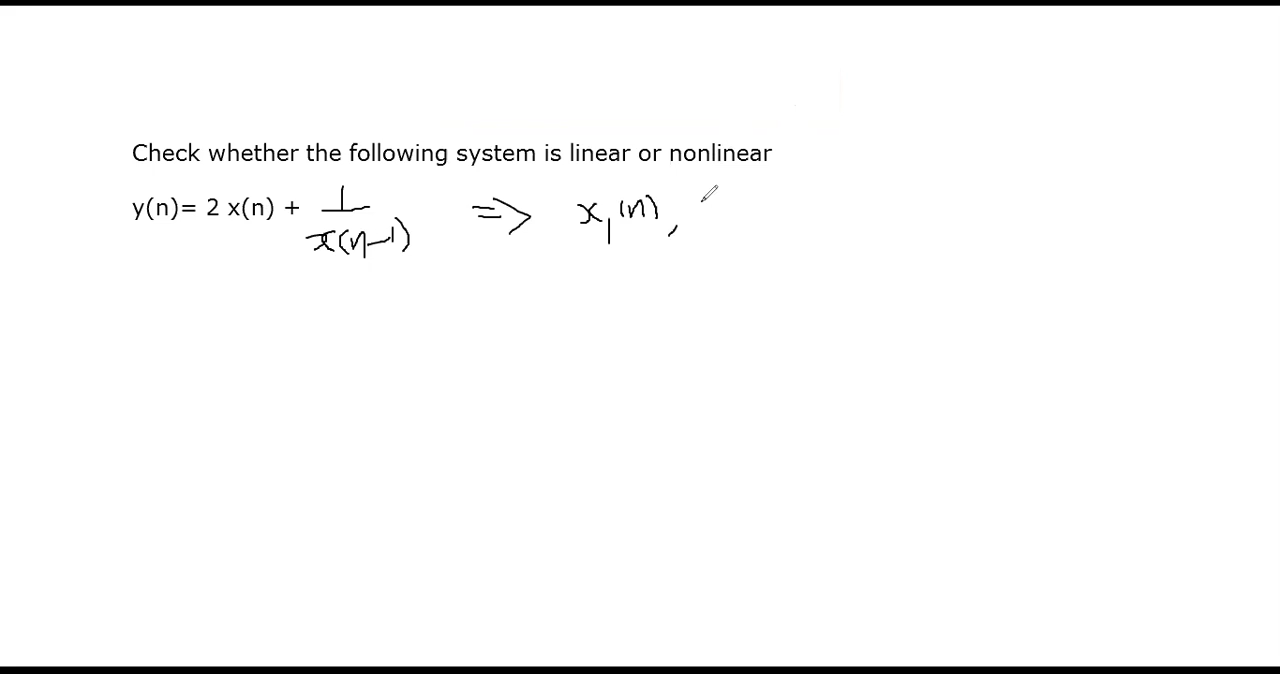 Check whether the following system is linear or nonlinear
y(n)= 2 x(n) + 1/x(n-1) => x₁(n),